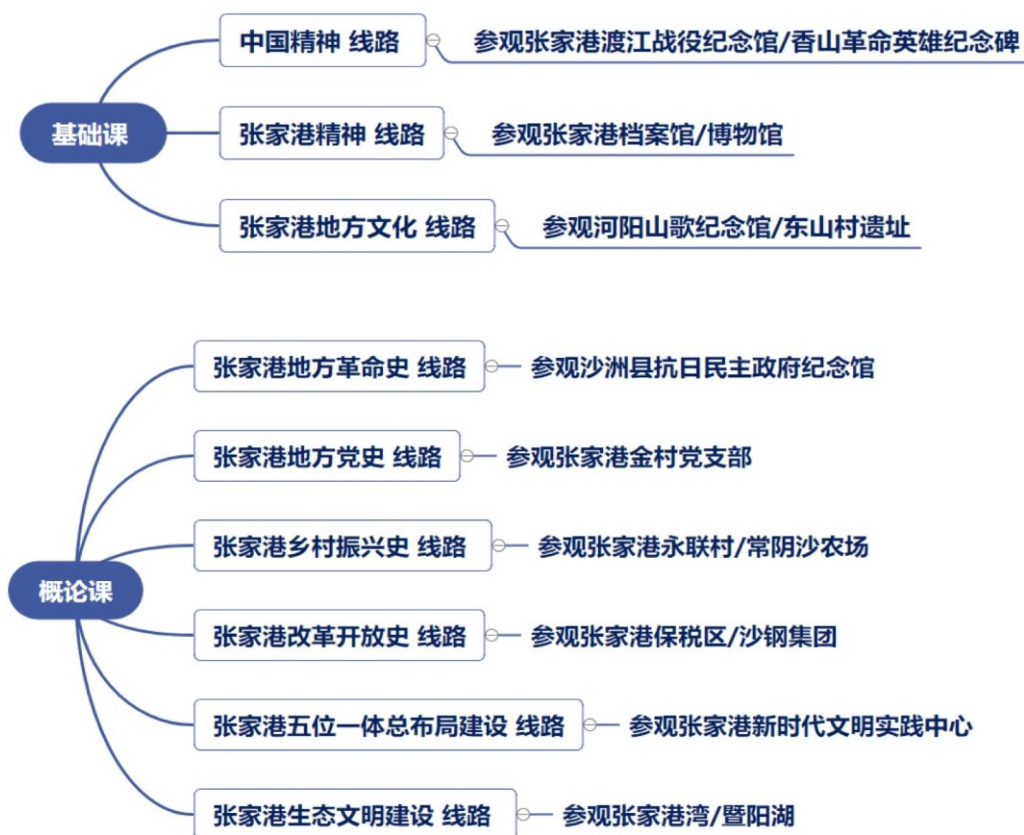 中国精神 线路
参观张家港渡江战役纪念馆/香山革命英雄纪念碑
基础课
张家港精神 线路
参观张家港档案馆/博物馆
张家港地方文化 线路
参观河阳山歌纪念馆/东山村遗址
张家港地方革命史 线路
参观沙洲县抗日民主政府纪念馆
张家港地方党史 线路
参观张家港金村党支部
张家港乡村振兴史 线路
参观张家港永联村/常阴沙农场
概论课
张家港改革开放史 线路
参观张家港保税区/沙钢集团
张家港五位一体总布局建设 线路
参观张家港新时代文明实践中心
张家港生态文明建设 线路
参观张家港湾/暨阳湖